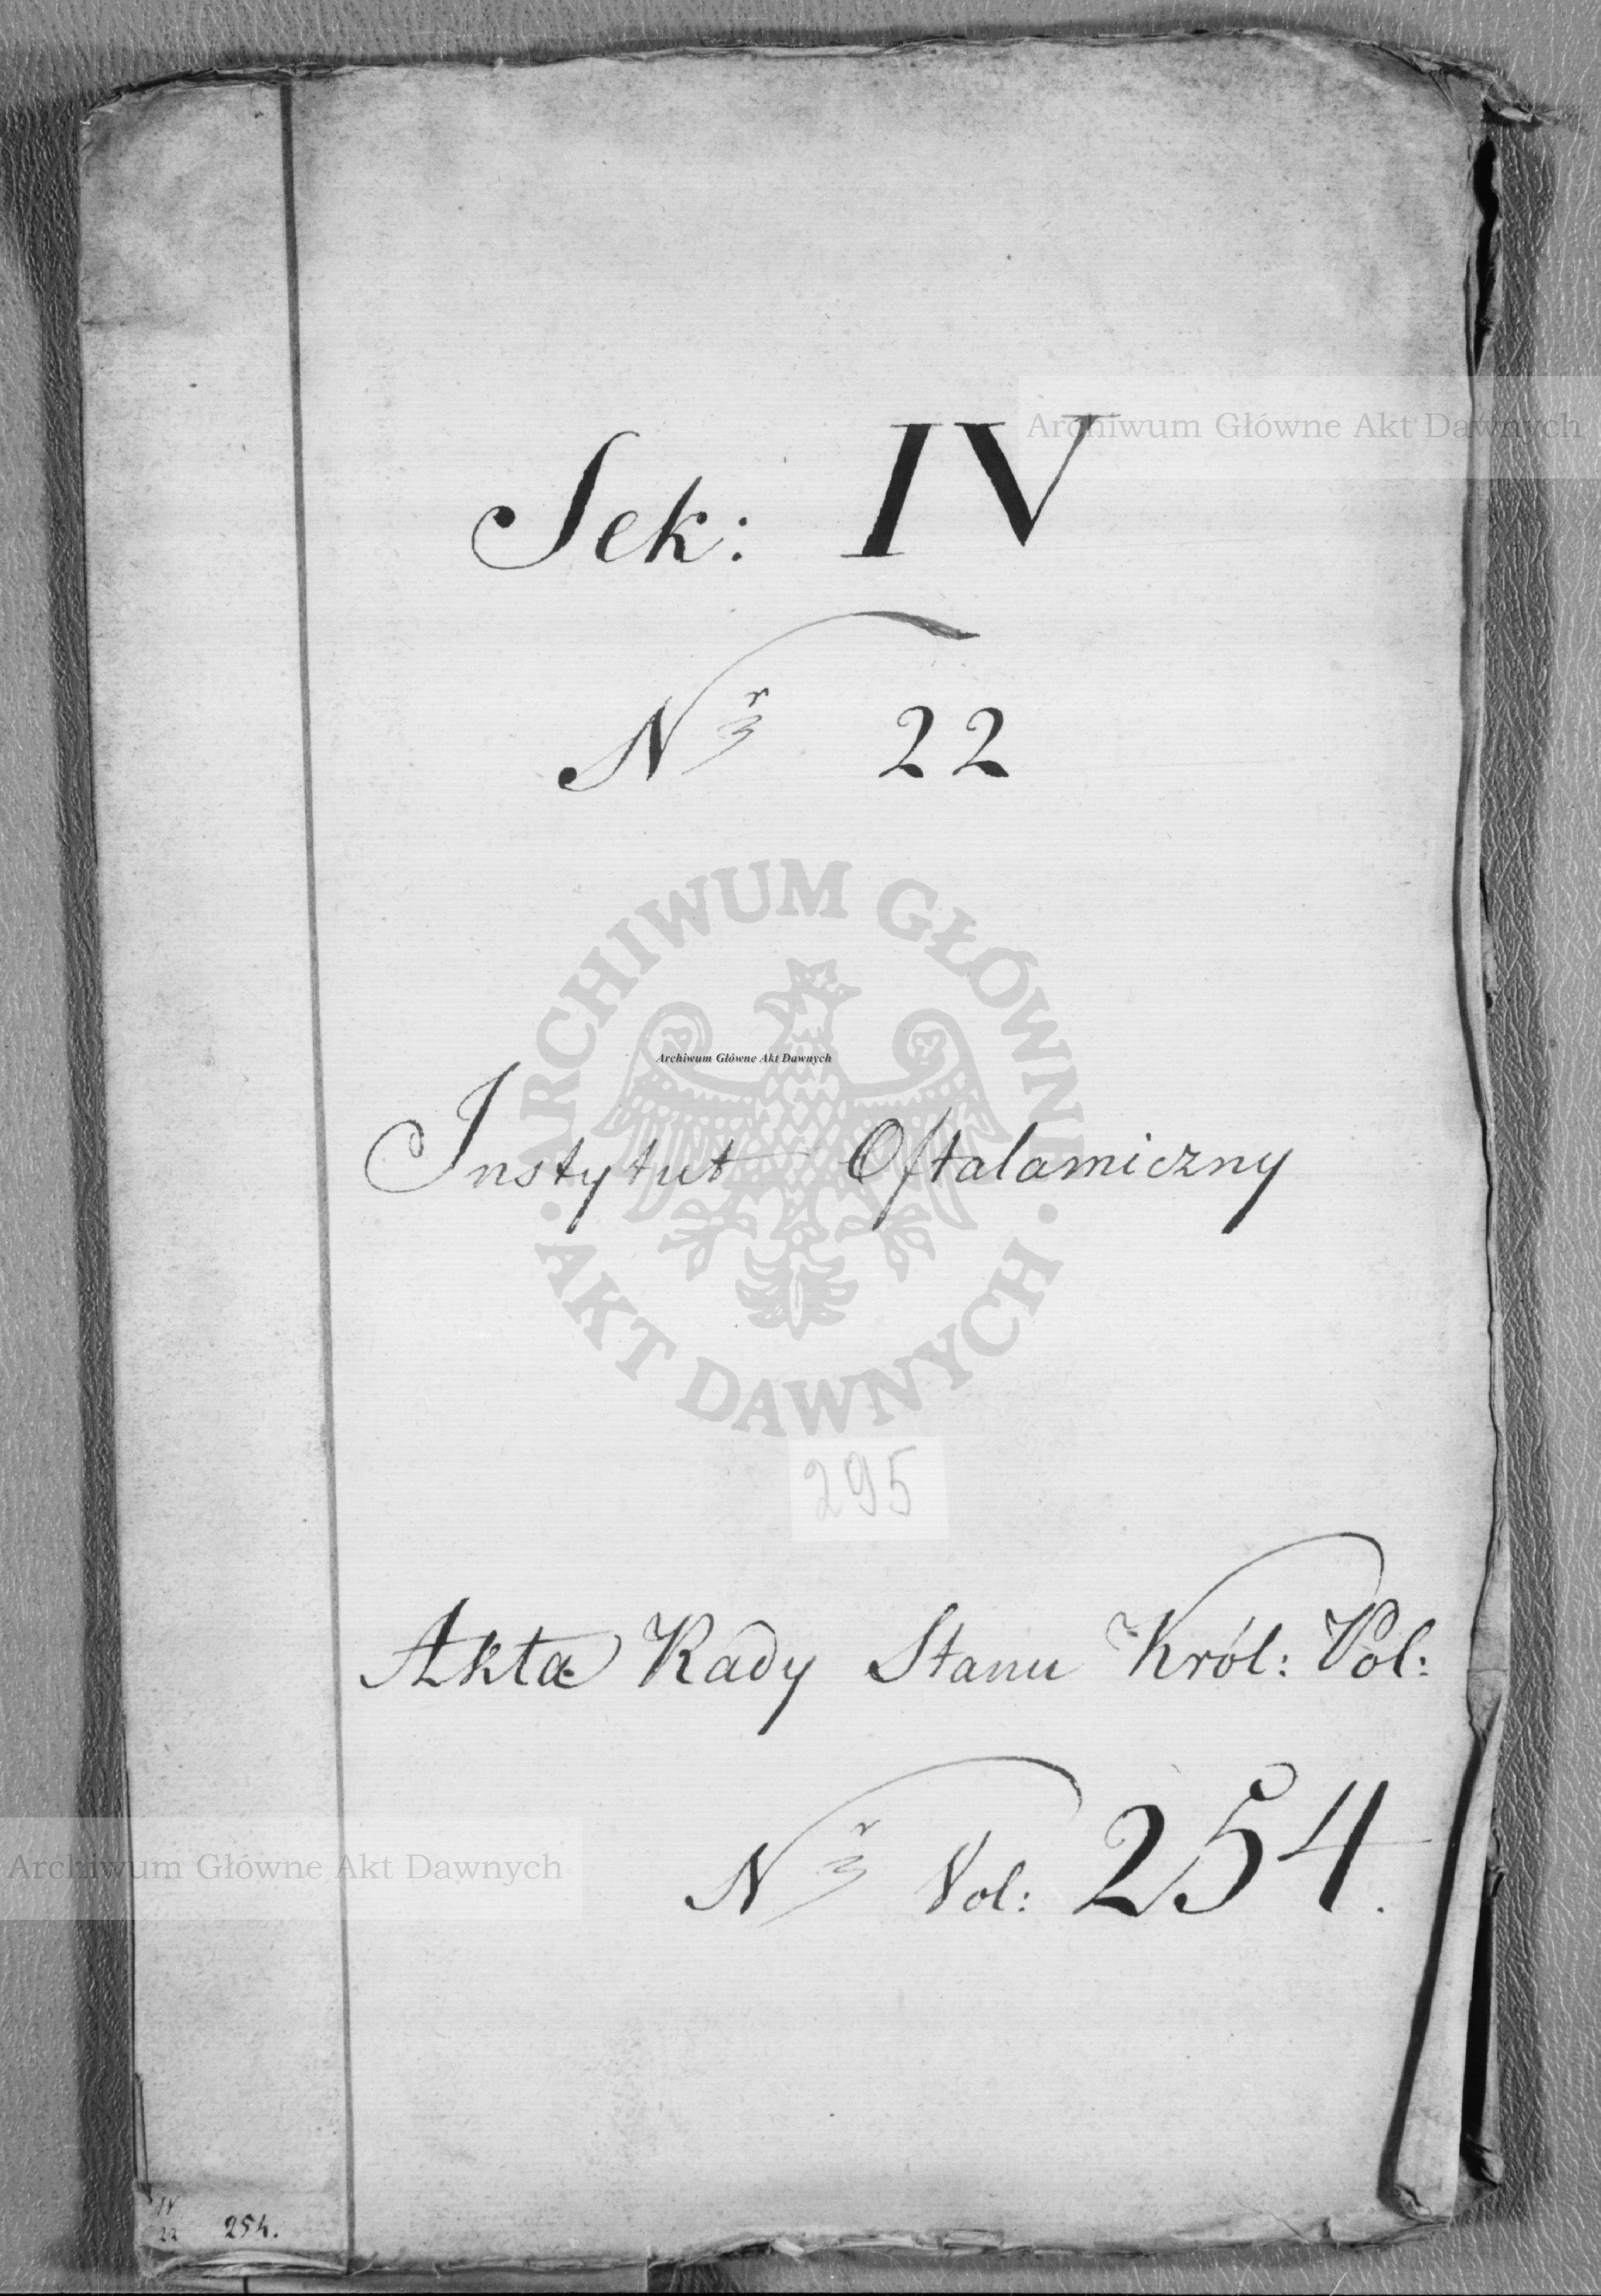 Archiwum Główne Akt Dawnych
Sek: IV
Nr 22
ARCHIWUM GŁÓWNE
AKT DAWNYCH
Archiwum Główne Akt Dawnych
Instytut Oftalamiczny
295
Akta Rady Stanu Król: Pol:
Nr Vol: 254.
Archiwum Główne Akt Dawnych
IV
22 254.